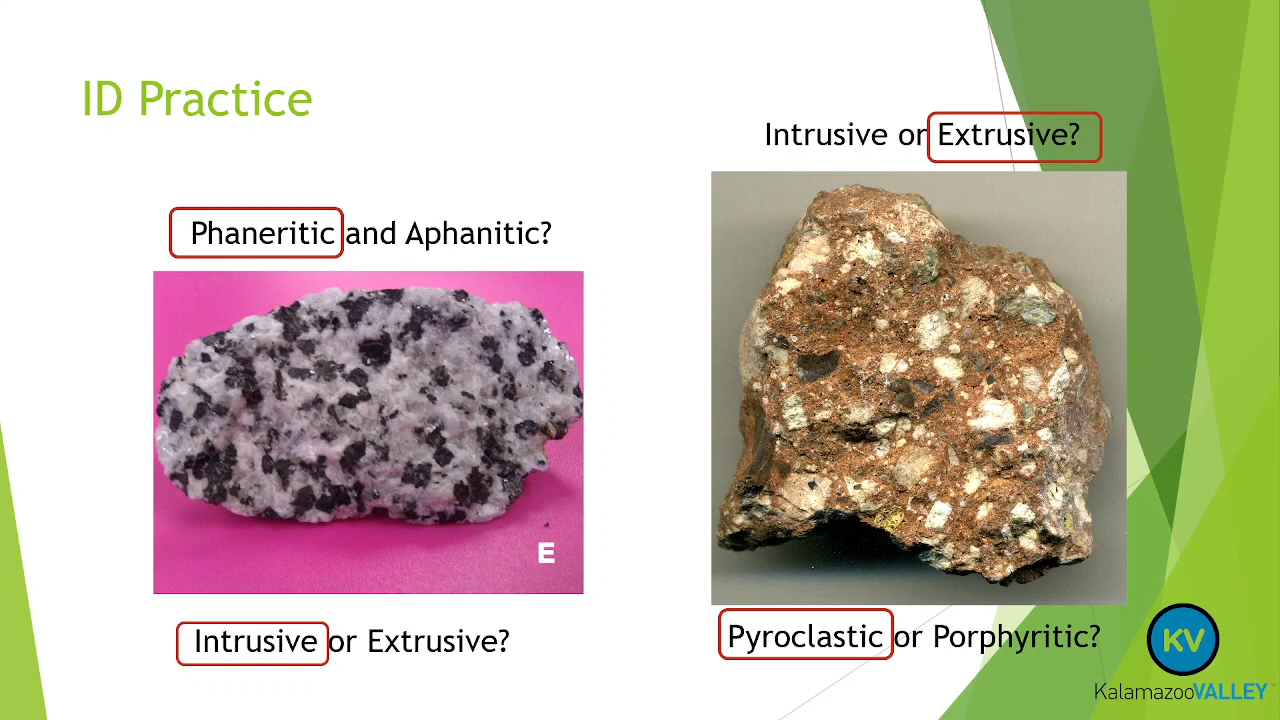 ID Practice
Intrusive or Extrusive?
Phaneritic and Aphanitic?
E
Intrusive or Extrusive?
Pyroclastic or Porphyritic?
KV
KalamazooVALLEY